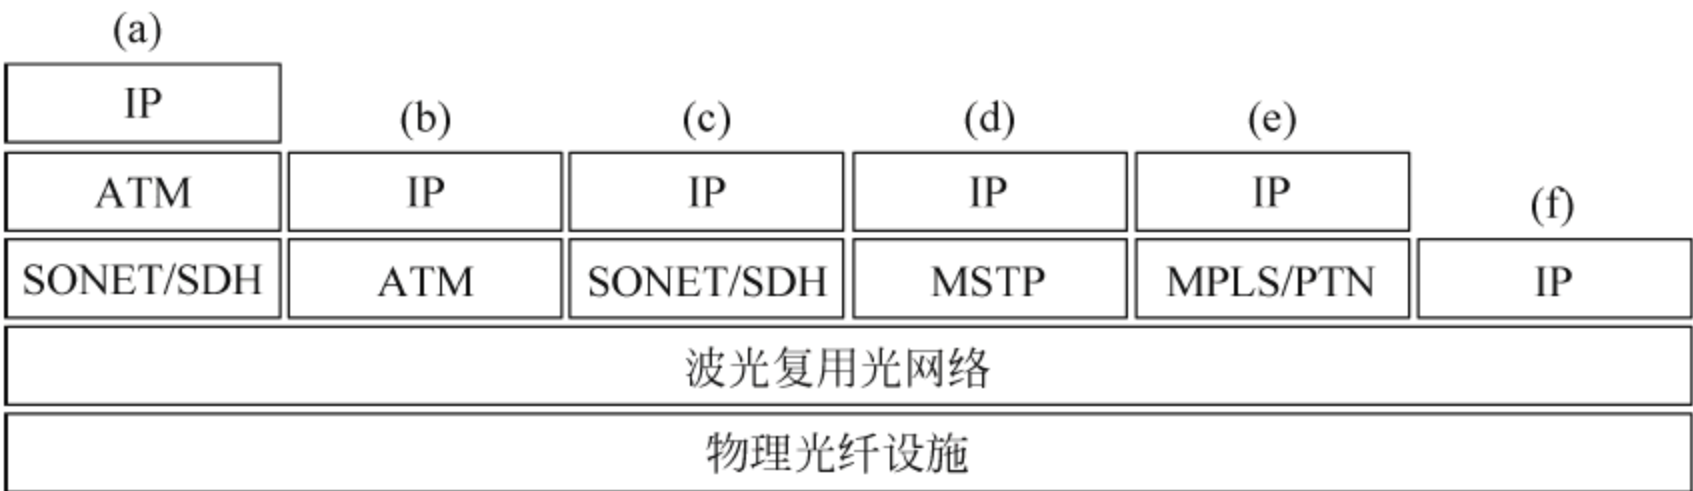 (a)
IP
(b) (c) (d) (e)
ATM IP IP IP IP
(f)
SONET/SDH ATM SONET/SDH MSTP MPLS/PTN IP
波光复用光网络
物理光纤设施